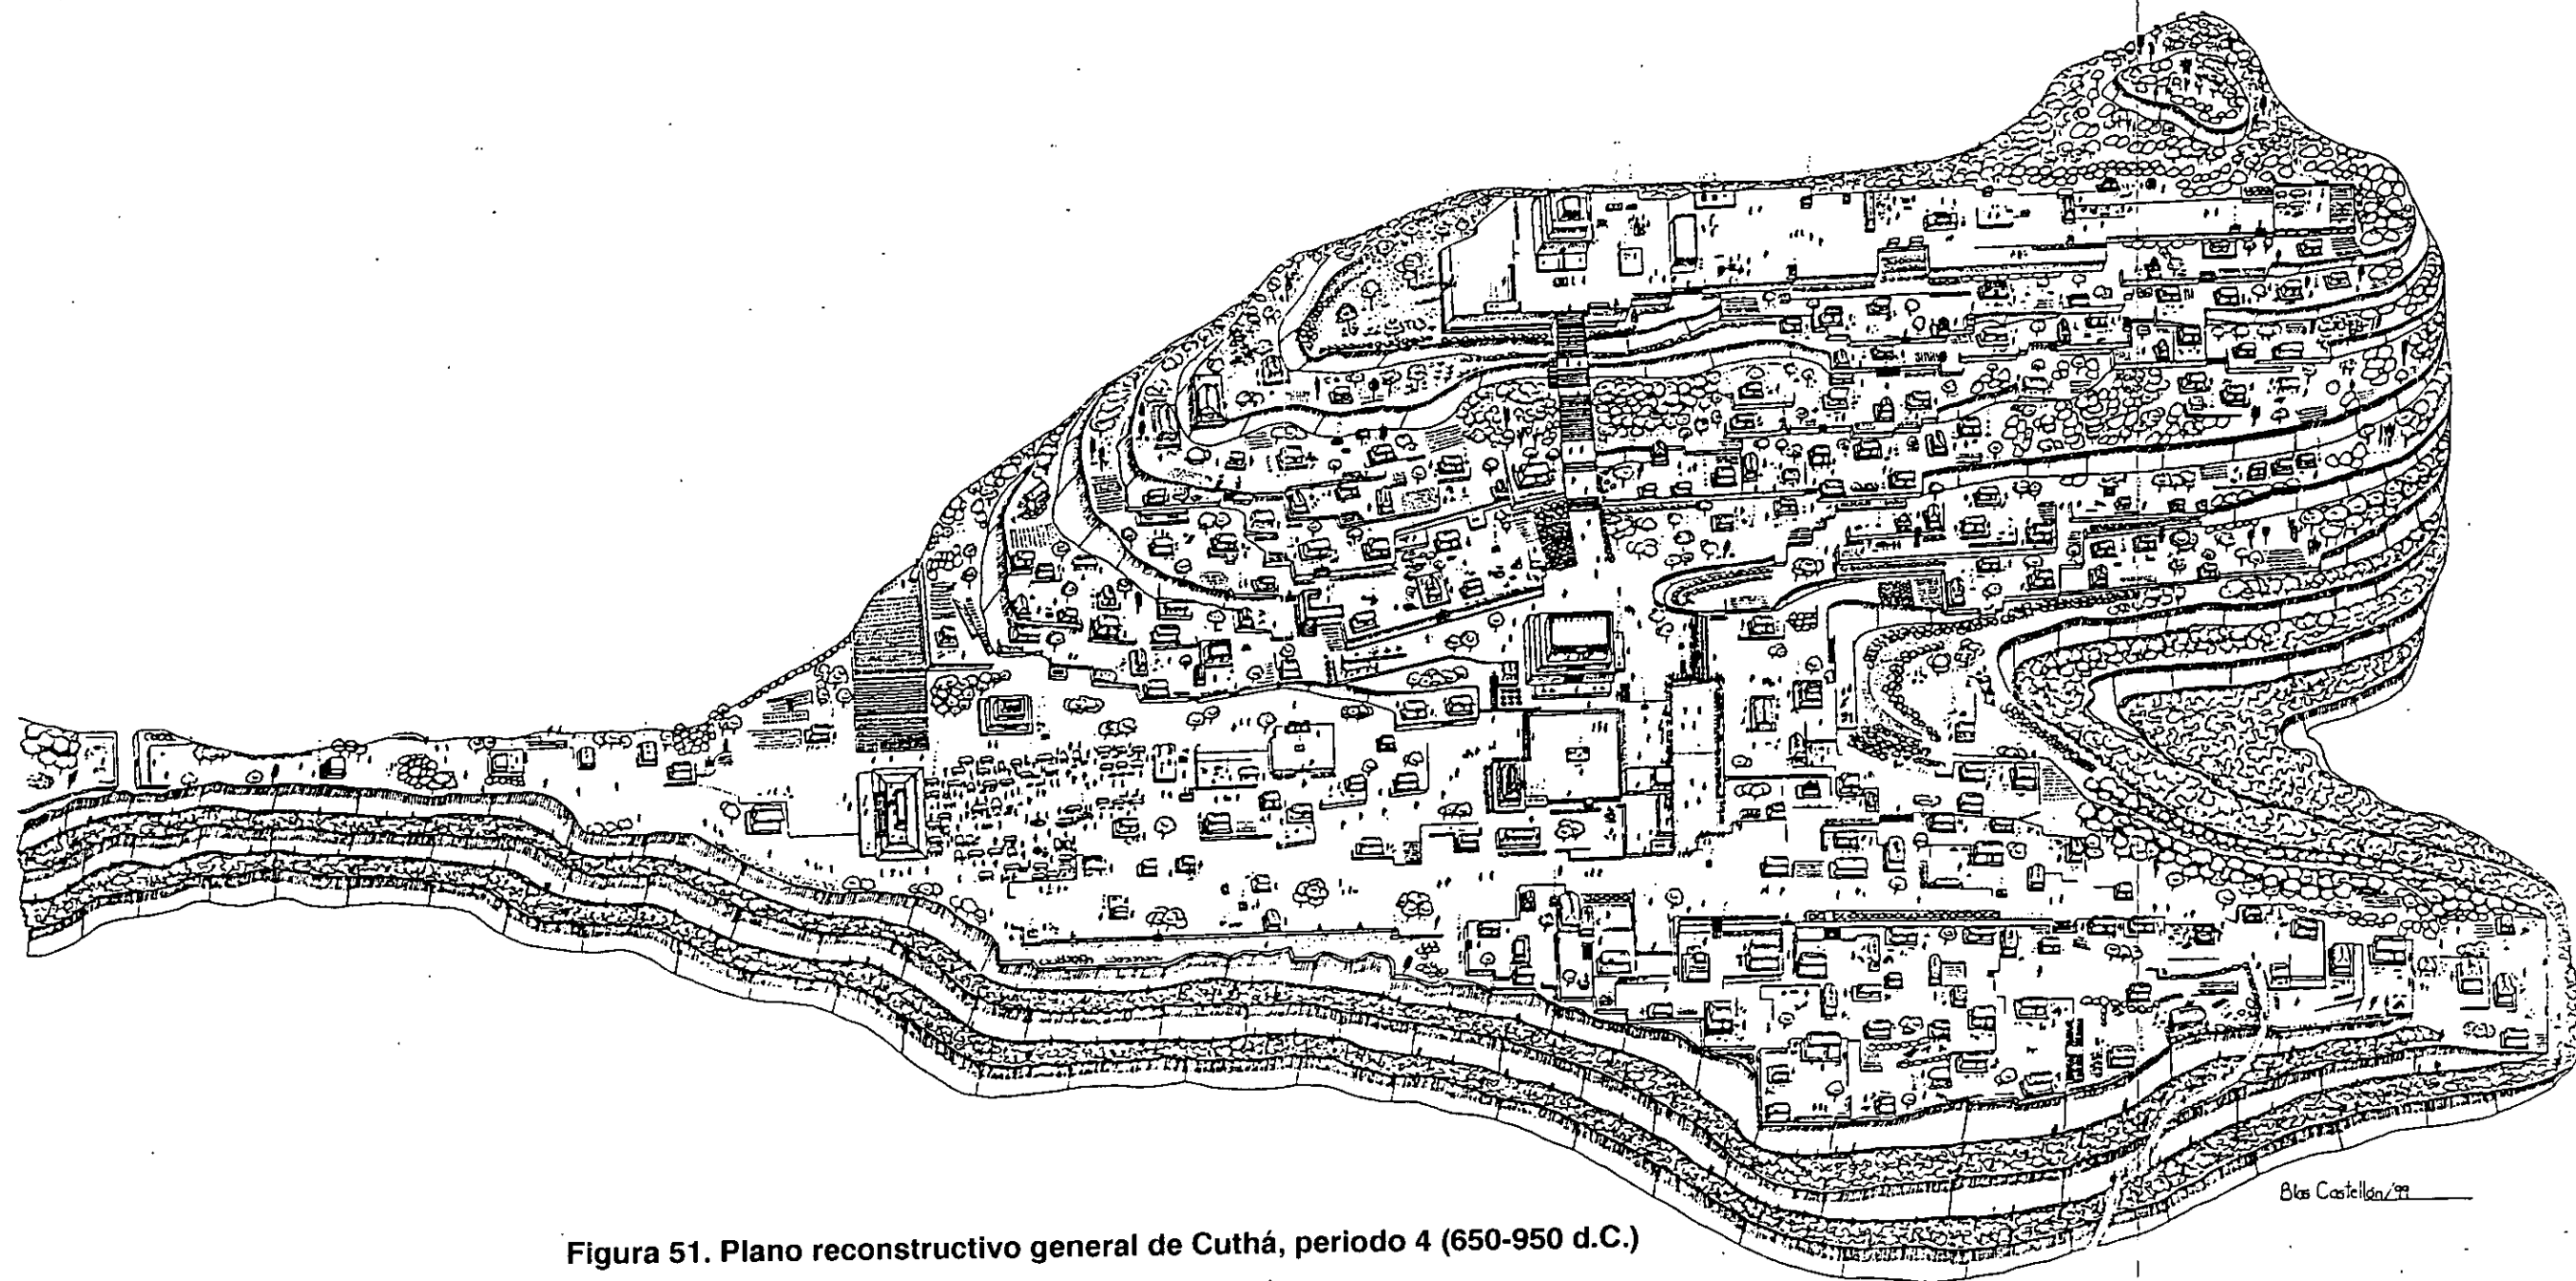 Blas Castellón/99
Figura 51. Plano reconstructivo general de Cuthá, periodo 4 (650-950 d.C.)